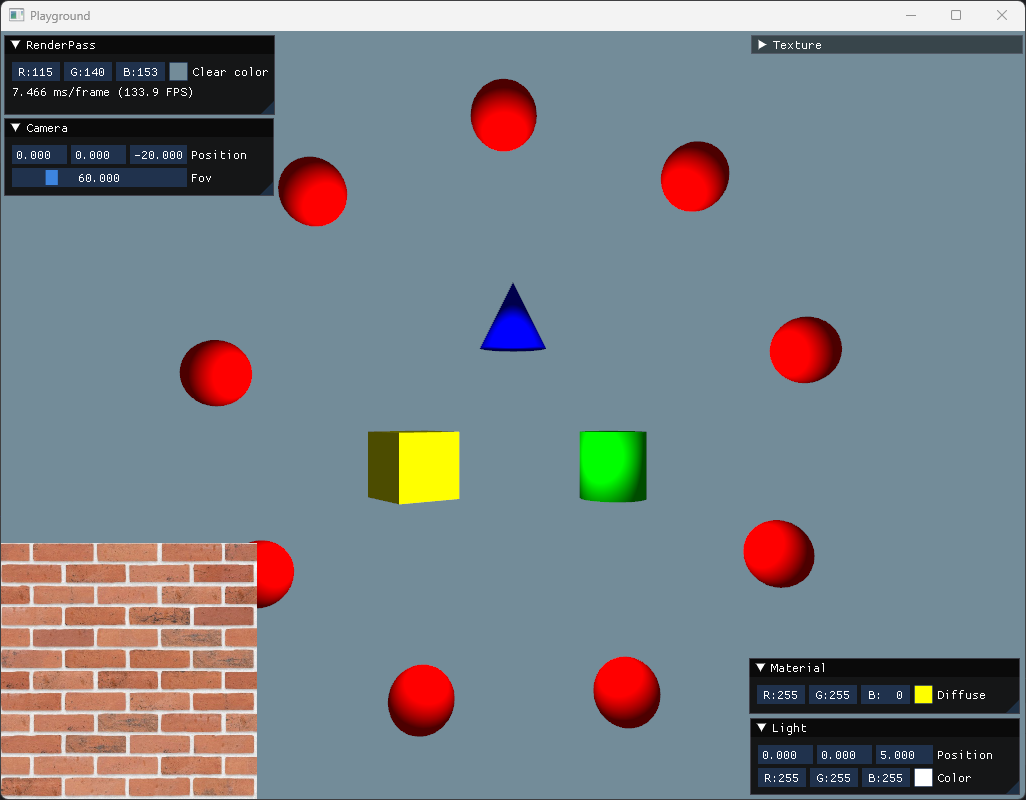 Playground
RenderPass
R:115 G:140 B:153 Clear color
7.466 ms/frame (133.9 FPS)
Camera
0.000 0.000 -20.000 Position
60.000 Fov
Texture
Material
R:255 G:255 B: 0 Diffuse
Light
0.000 0.000 5.000 Position
R:255 G:255 B:255 Color